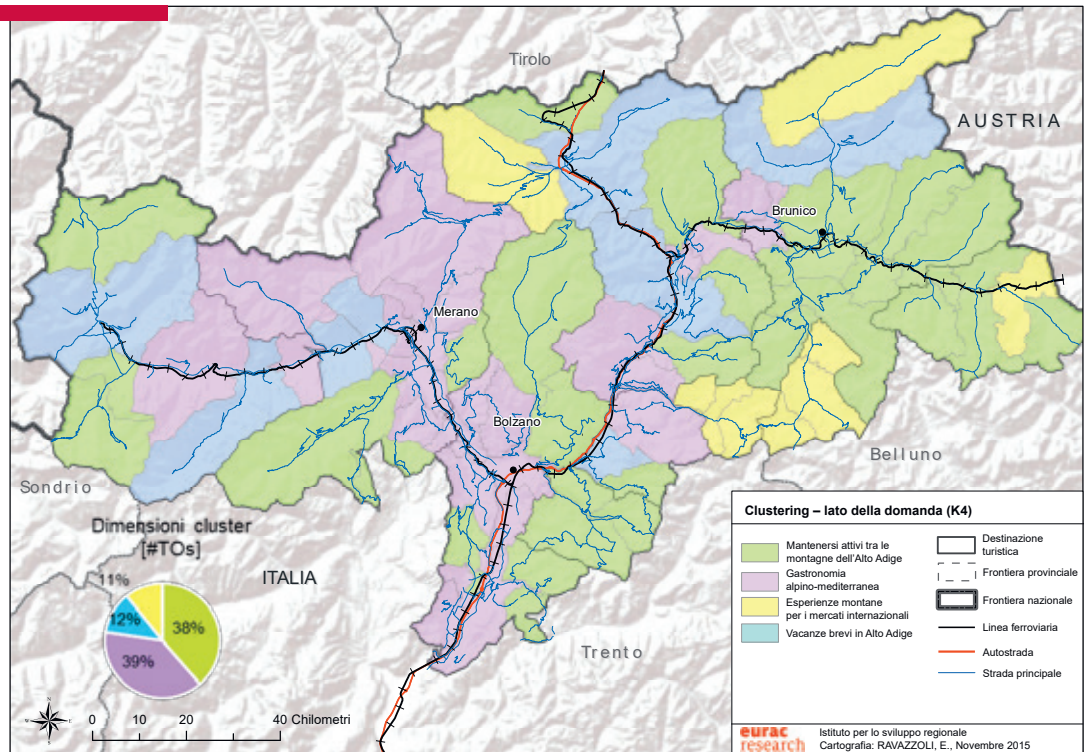 Tirolo
AUSTRIA
Brunico
Merano
Bolzano
Belluno
Sondrio
Trento
ITALIA
Dimensioni cluster
[#TOs]
11%
12%
38%
39%
0 10 20 40 Chilometri
Clustering – lato della domanda (K4)
Mantenersi attivi tra le
montagne dell'Alto Adige
Gastronomia
alpino-mediterranea
Esperienze montane
per i mercati internazionali
Vacanze brevi in Alto Adige
Destinazione
turistica
Frontiera provinciale
Frontiera nazionale
Linea ferroviaria
Autostrada
Strada principale
eurac
research
Istituto per lo sviluppo regionale
Cartografia: RAVAZZOLI, E., Novembre 2015